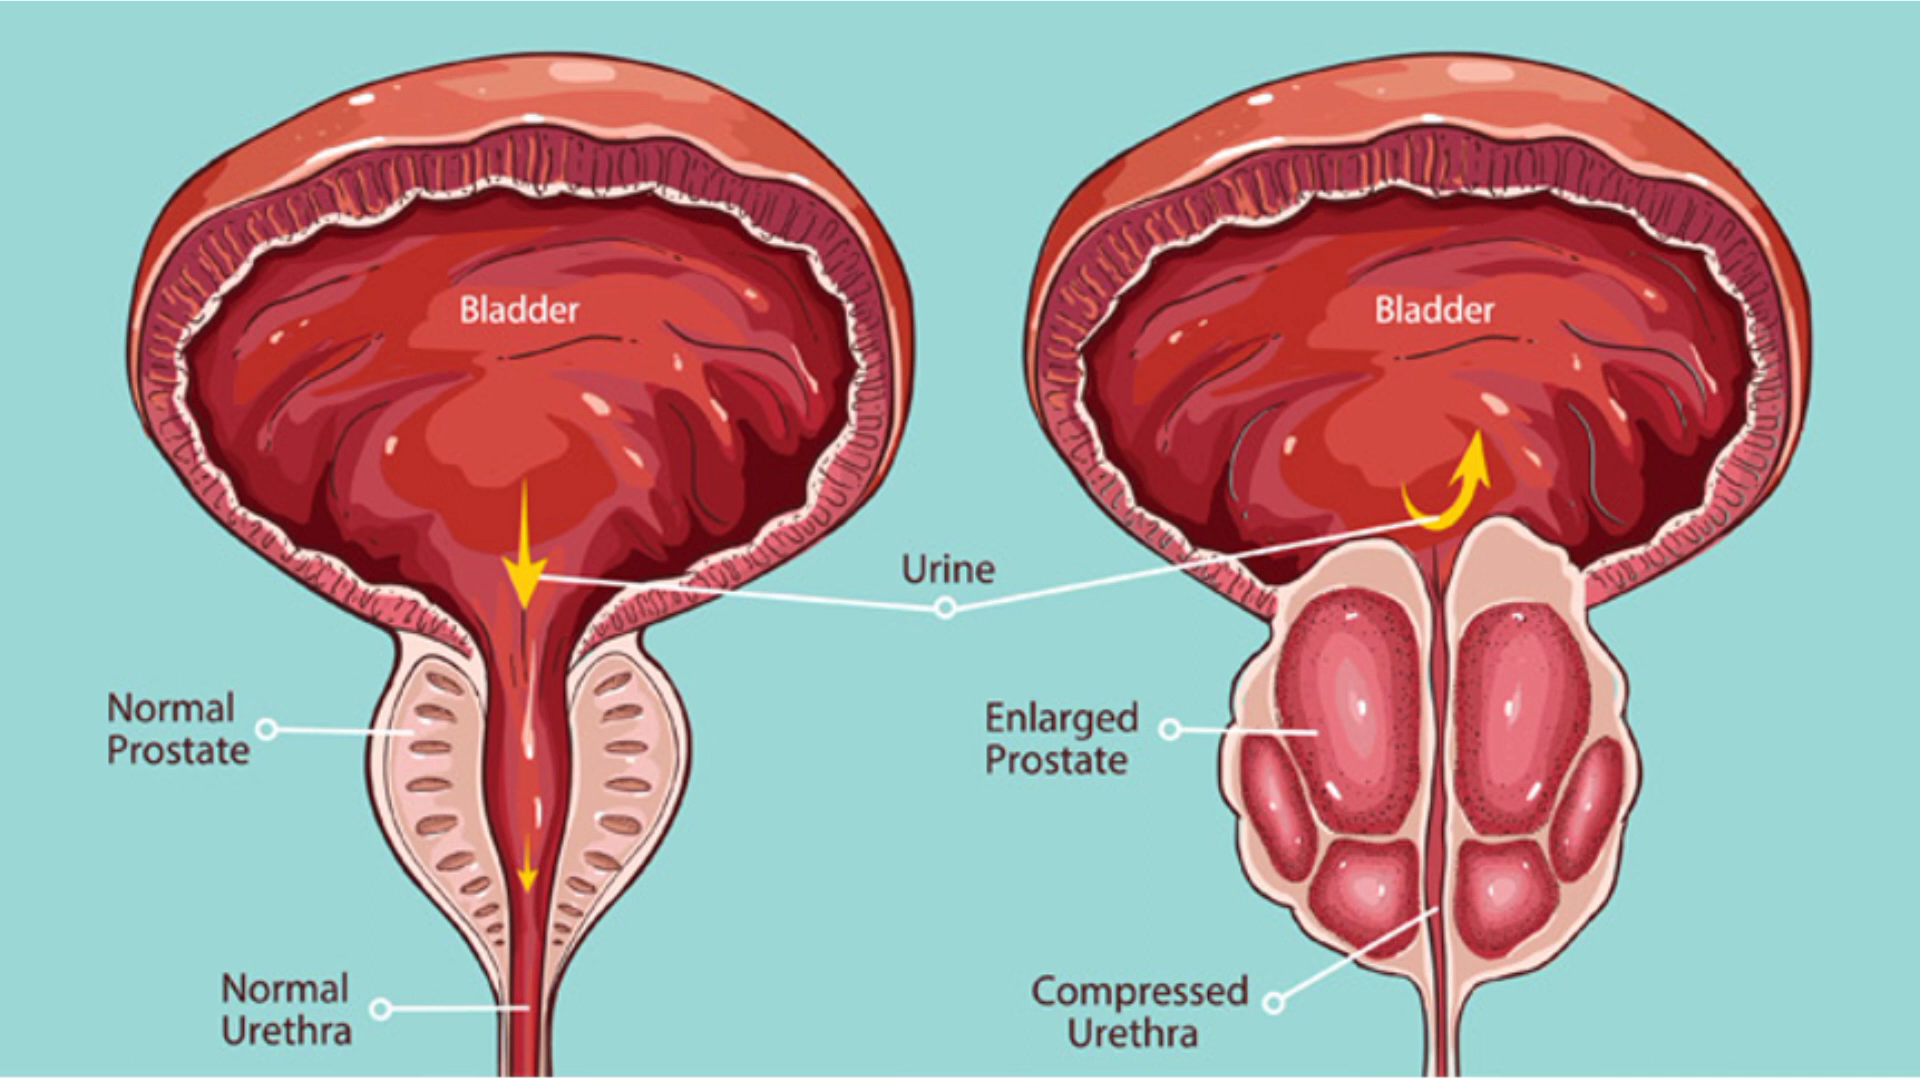 Bladder
Bladder
Urine
Normal
Prostate
Enlarged
Prostate
Normal
Urethra
Compressed
Urethra